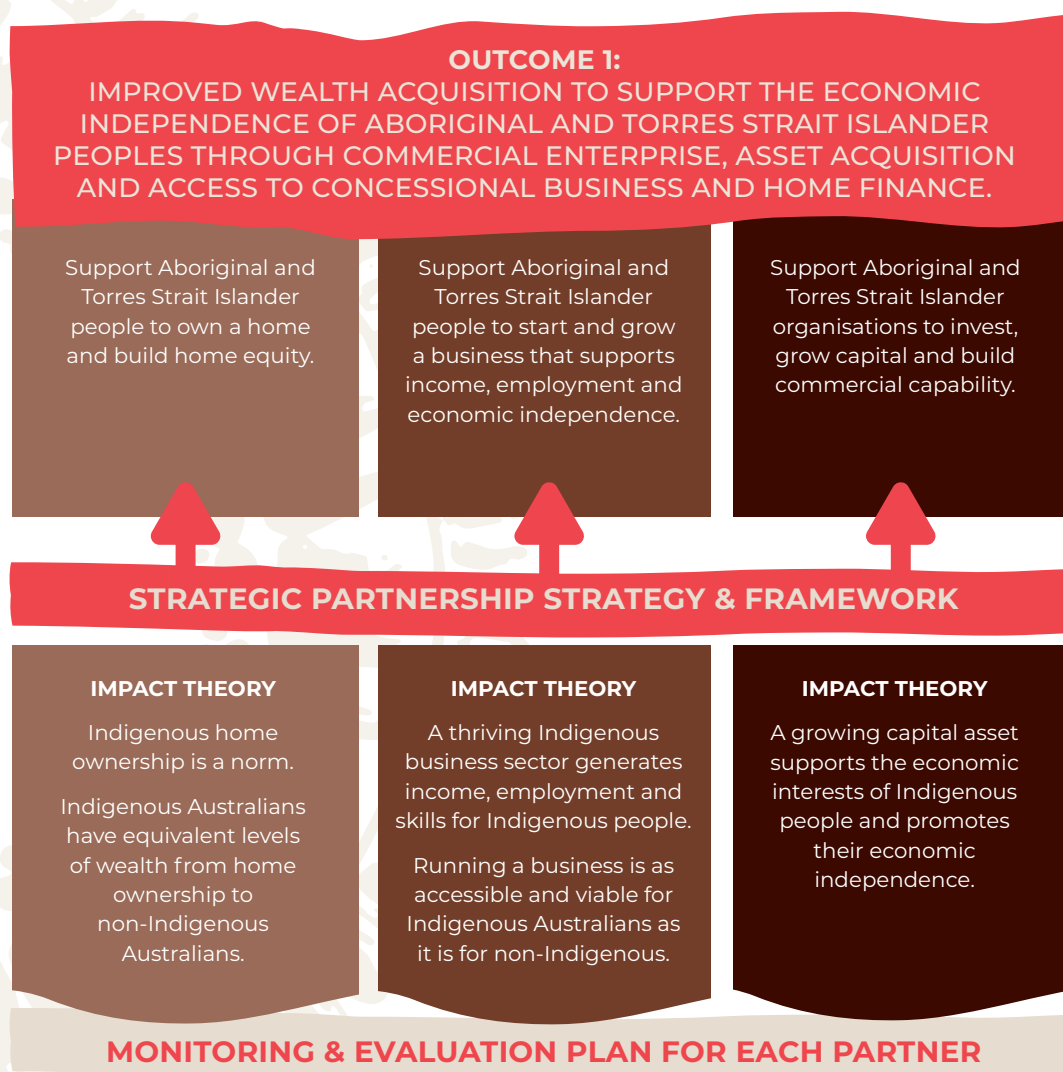 OUTCOME 1:
IMPROVED WEALTH ACQUISITION TO SUPPORT THE ECONOMIC
INDEPENDENCE OF ABORIGINAL AND TORRES STRAIT ISLANDER
PEOPLES THROUGH COMMERCIAL ENTERPRISE, ASSET ACQUISITION
AND ACCESS TO CONCESSIONAL BUSINESS AND HOME FINANCE.
Support Aboriginal and
Torres Strait Islander
people to own a home
and build home equity.
Support Aboriginal and
Torres Strait Islander
people to start and grow
a business that supports
income, employment and
economic independence.
Support Aboriginal and
Torres Strait Islander
organisations to invest,
grow capital and build
commercial capability.
STRATEGIC PARTNERSHIP STRATEGY & FRAMEWORK
IMPACT THEORY
Indigenous home
ownership is a norm.
Indigenous Australians
have equivalent levels
of wealth from home
ownership to
non-Indigenous
Australians.
IMPACT THEORY
A thriving Indigenous
business sector generates
income, employment and
skills for Indigenous people.
Running a business is as
accessible and viable for
Indigenous Australians as
it is for non-Indigenous.
IMPACT THEORY
A growing capital asset
supports the economic
interests of Indigenous
people and promotes
their economic
independence.
MONITORING & EVALUATION PLAN FOR EACH PARTNER